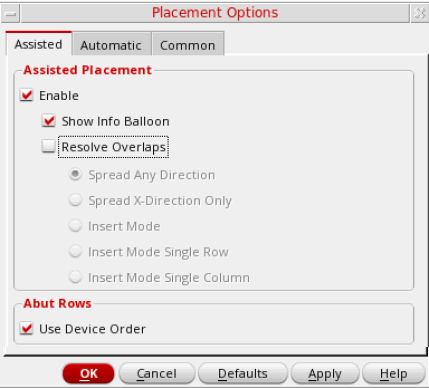 Placement Options
Assisted Automatic Common
Assisted Placement
Enable
Show Info Balloon
Resolve Overlaps
Spread Any Direction
Spread X-Direction Only
Insert Mode
Insert Mode Single Row
Insert Mode Single Column
Abut Rows
Use Device Order
OK Cancel Defaults Apply Help